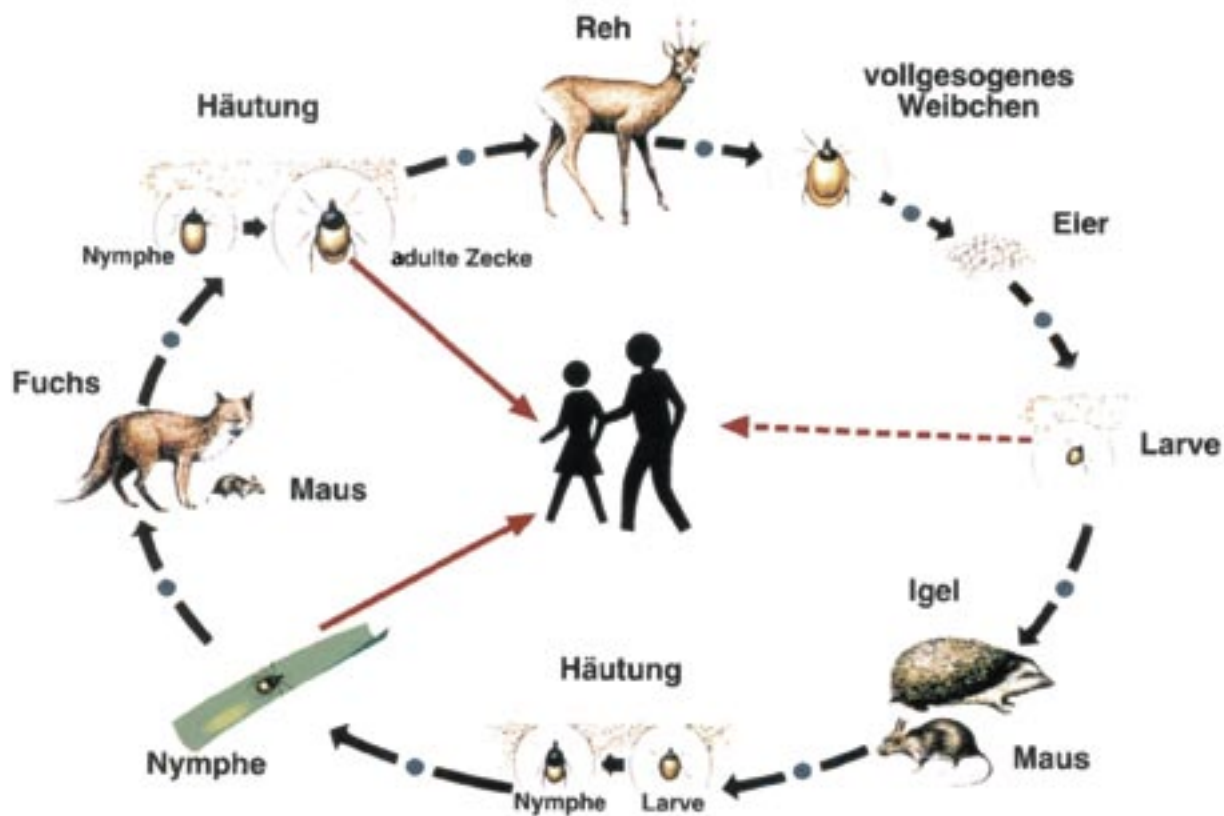 Reh
vollgesogenes
Weibchen
Häutung
Eier
Nymphe
adulte Zecke
Fuchs
Maus
Larve
Igel
Häutung
Maus
Nymphe
Nymphe
Larve